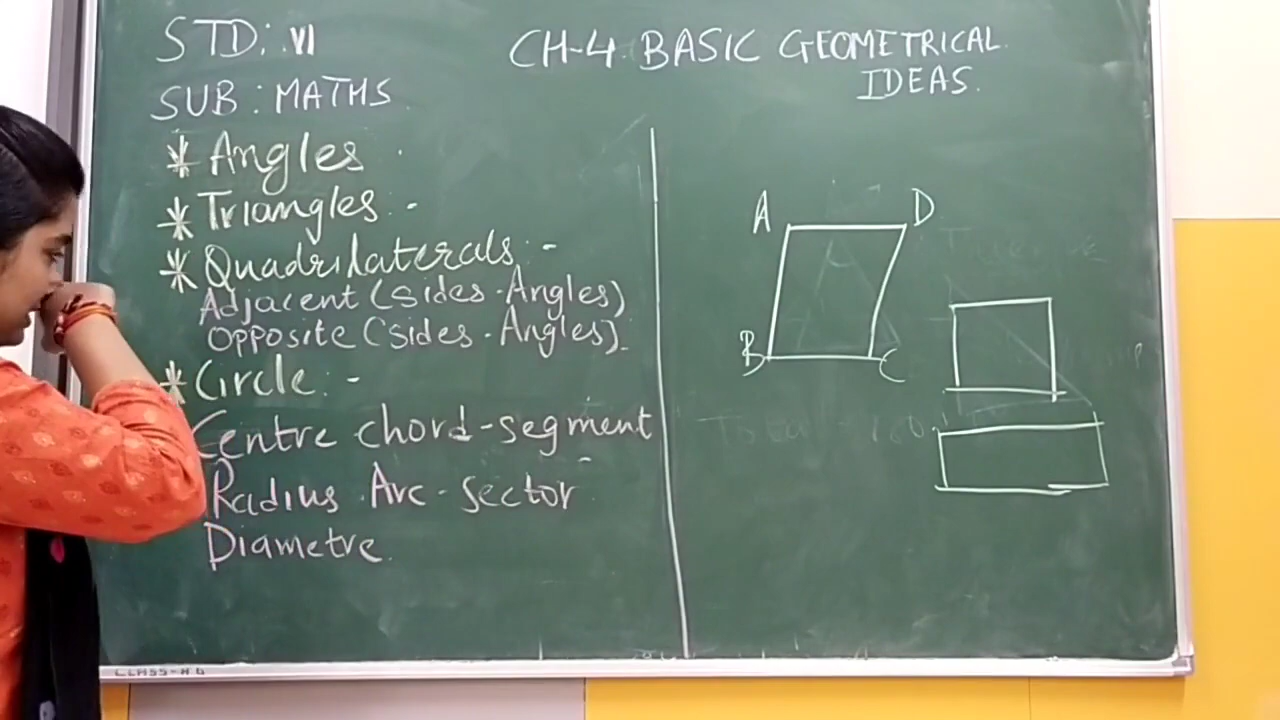 STD: VI
SUB : MATHS.
CH-4. BASIC GEOMETRICAL
IDEAS.
* Angles.
* Triangles -
* Quadrilaterals -
Adjacent (Sides - Angles)
Opposite (Sides - Angles).
* Circle: -
Centre chord-segment
Radius Arc - sector
Diametre.
A D
B C